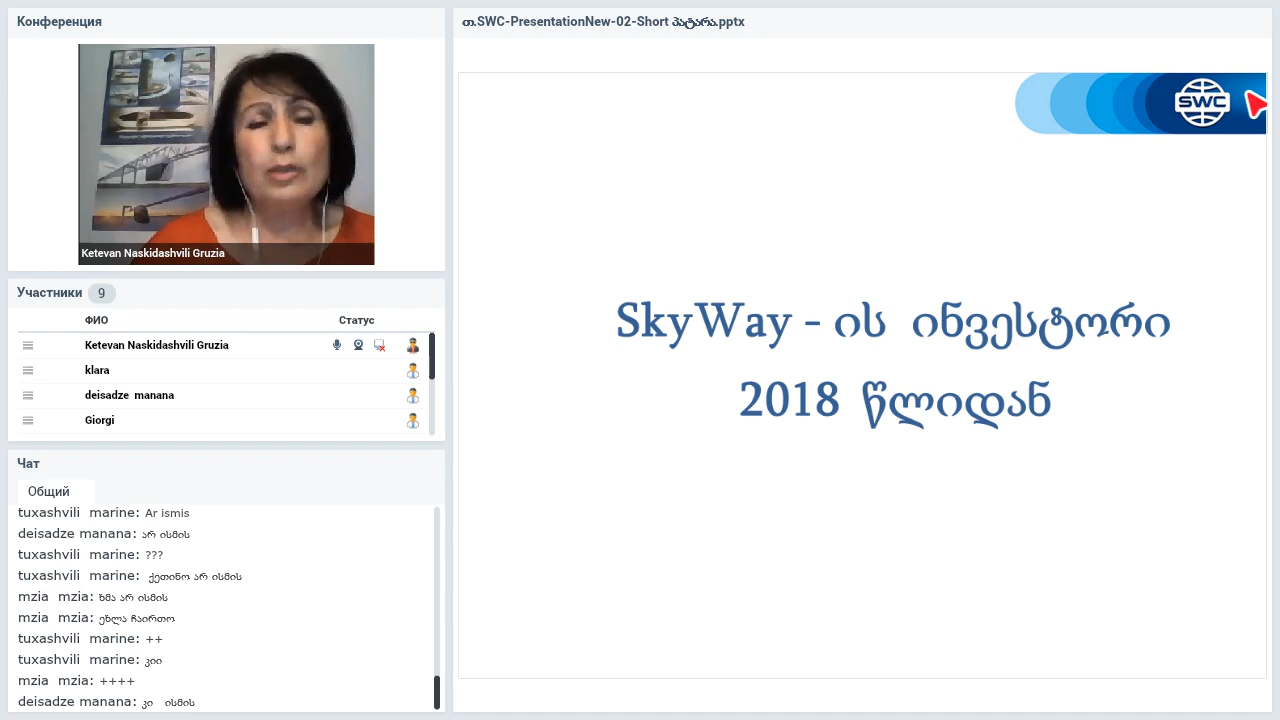 Конференция
Ketevan Naskidashvili Gruzia
Участники 9
ФИО Статус
Ketevan Naskidashvili Gruzia
klara
deisadze manana
Giorgi
Чат
Общий
tuxashvili marine: Ar ismis
deisadze manana: არ ისმის
tuxashvili marine: ???
tuxashvili marine: ქეთინო არ ისმის
mzia mzia: ხმა არ ისმის
mzia mzia: ეხლა ჩაირთო
tuxashvili marine: ++
tuxashvili marine: კიი
mzia mzia: ++++
deisadze manana: კი ისმის
თ.SWC-PresentationNew-02-Short პატარა.pptx
SWC
SkyWay - ის ინვესტორი
2018 წლიდან